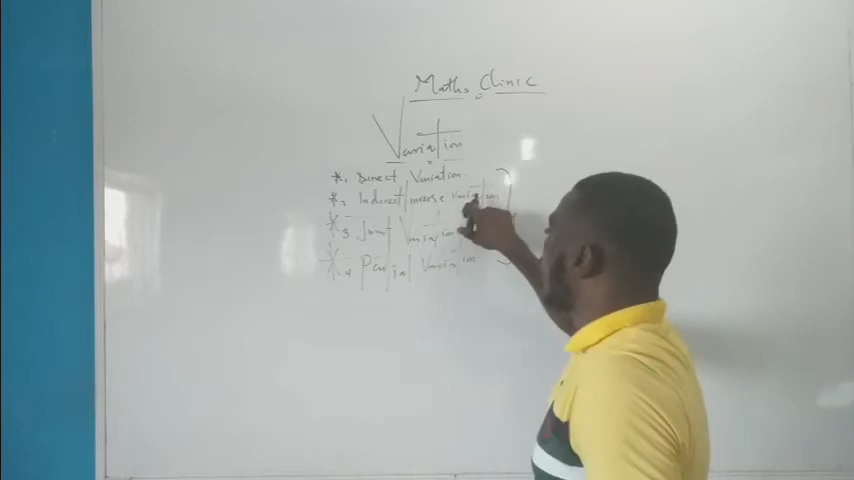 Maths Clinic
Variation
*1 Direct Variation
*2 Indirect/inverse variation
*3 Joint Variation
*4 Partial Variation